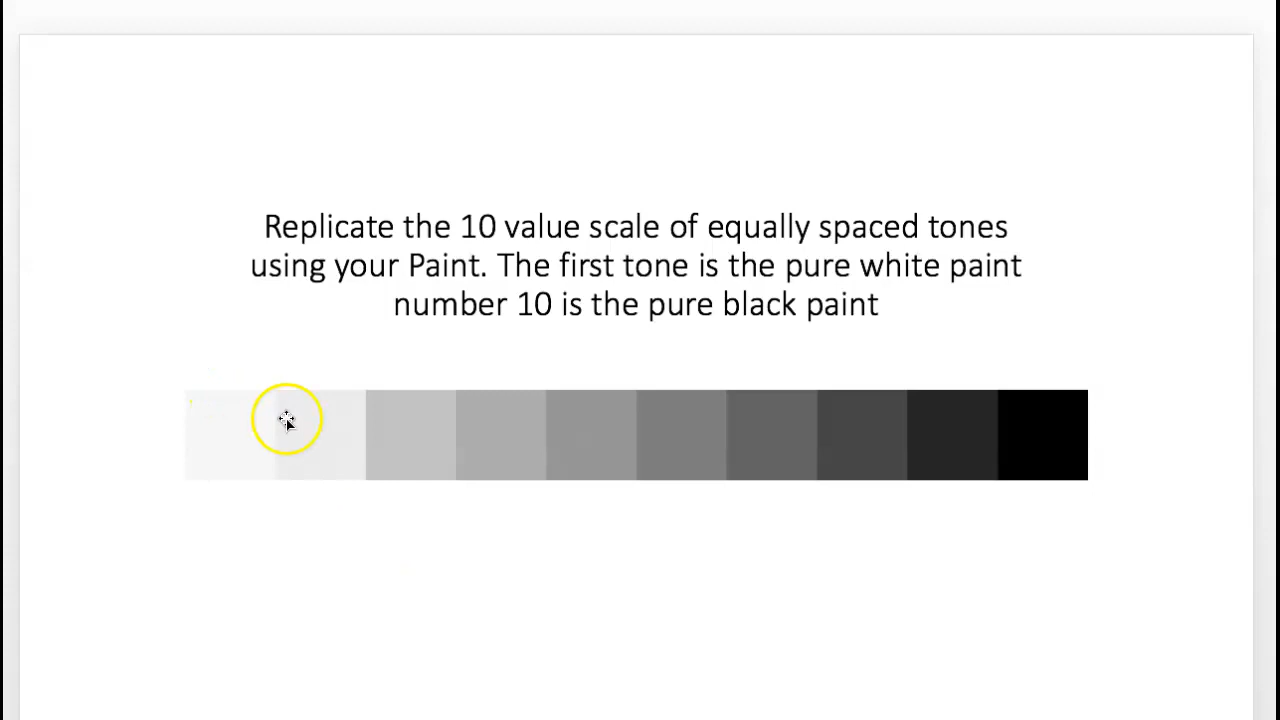 Replicate the 10 value scale of equally spaced tones
using your Paint. The first tone is the pure white paint
number 10 is the pure black paint